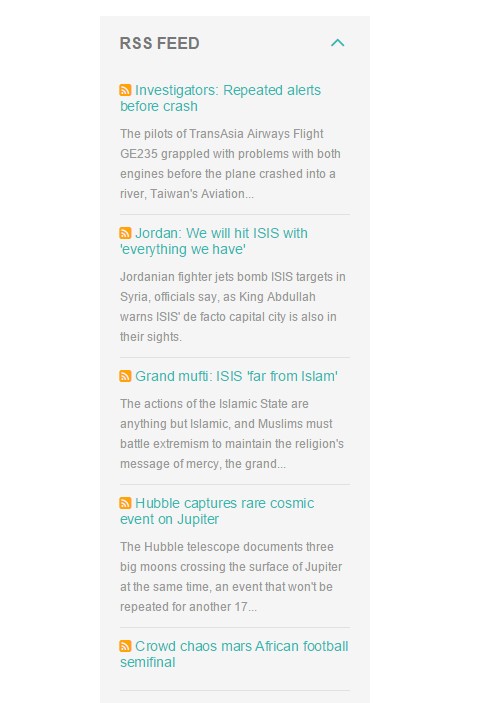 RSS FEED
Investigators: Repeated alerts
before crash
The pilots of TransAsia Airways Flight
GE235 grappled with problems with both
engines before the plane crashed into a
river, Taiwan's Aviation...
Jordan: We will hit ISIS with
'everything we have'
Jordanian fighter jets bomb ISIS targets in
Syria, officials say, as King Abdullah
warns ISIS' de facto capital city is also in
their sights.
Grand mufti: ISIS 'far from Islam'
The actions of the Islamic State are
anything but Islamic, and Muslims must
battle extremism to maintain the religion's
message of mercy, the grand...
Hubble captures rare cosmic
event on Jupiter
The Hubble telescope documents three
big moons crossing the surface of Jupiter
at the same time, an event that won't be
repeated for another 17...
Crowd chaos mars African football
semifinal